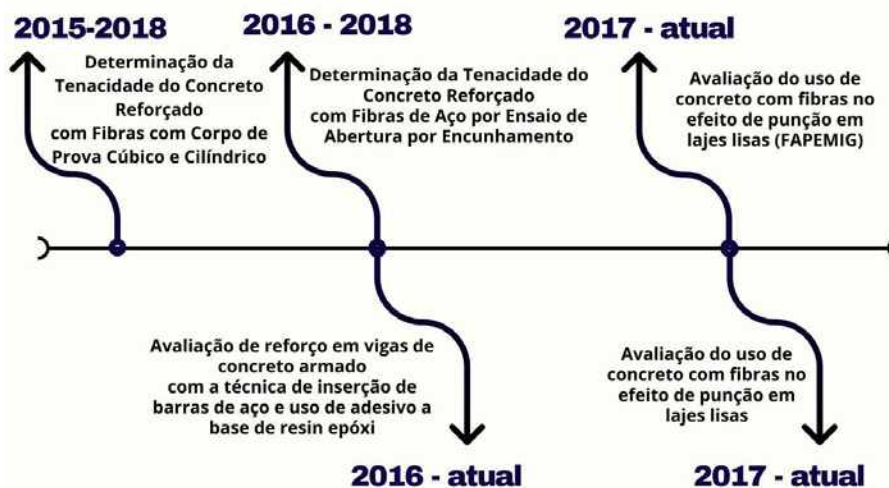 2015-2018
Determinação da
Tenacidade do Concreto
Reforçado
com Fibras com Corpo de
Prova Cúbico e Cilíndrico
2016 - 2018
Determinação da Tenacidade do
Concreto Reforçado
com Fibras de Aço por Ensaio de
Abertura por Encunhamento
2017 - atual
Avaliação do uso de
concreto com fibras no
efeito de punção em
lajes lisas (FAPEMIG)
Avaliação de reforço em vigas de
concreto armado
com a técnica de inserção de
barras de aço e uso de adesivo a
base de resin epóxi
2016 - atual
Avaliação do uso de
concreto com fibras no
efeito de punção em
lajes lisas
2017 - atual